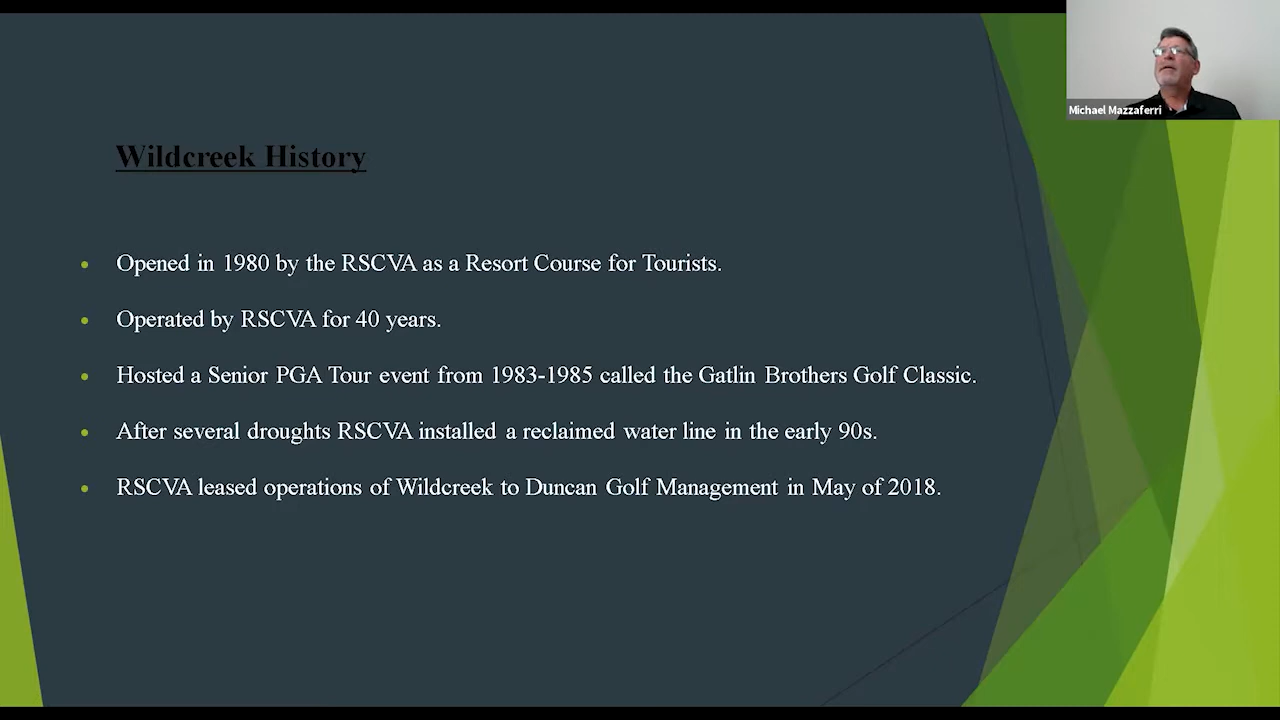 Michael Mazzaferri
Wildcreek History
Opened in 1980 by the RSCVA as a Resort Course for Tourists.
Operated by RSCVA for 40 years.
Hosted a Senior PGA Tour event from 1983-1985 called the Gatlin Brothers Golf Classic.
After several droughts RSCVA installed a reclaimed water line in the early 90s.
RSCVA leased operations of Wildcreek to Duncan Golf Management in May of 2018.